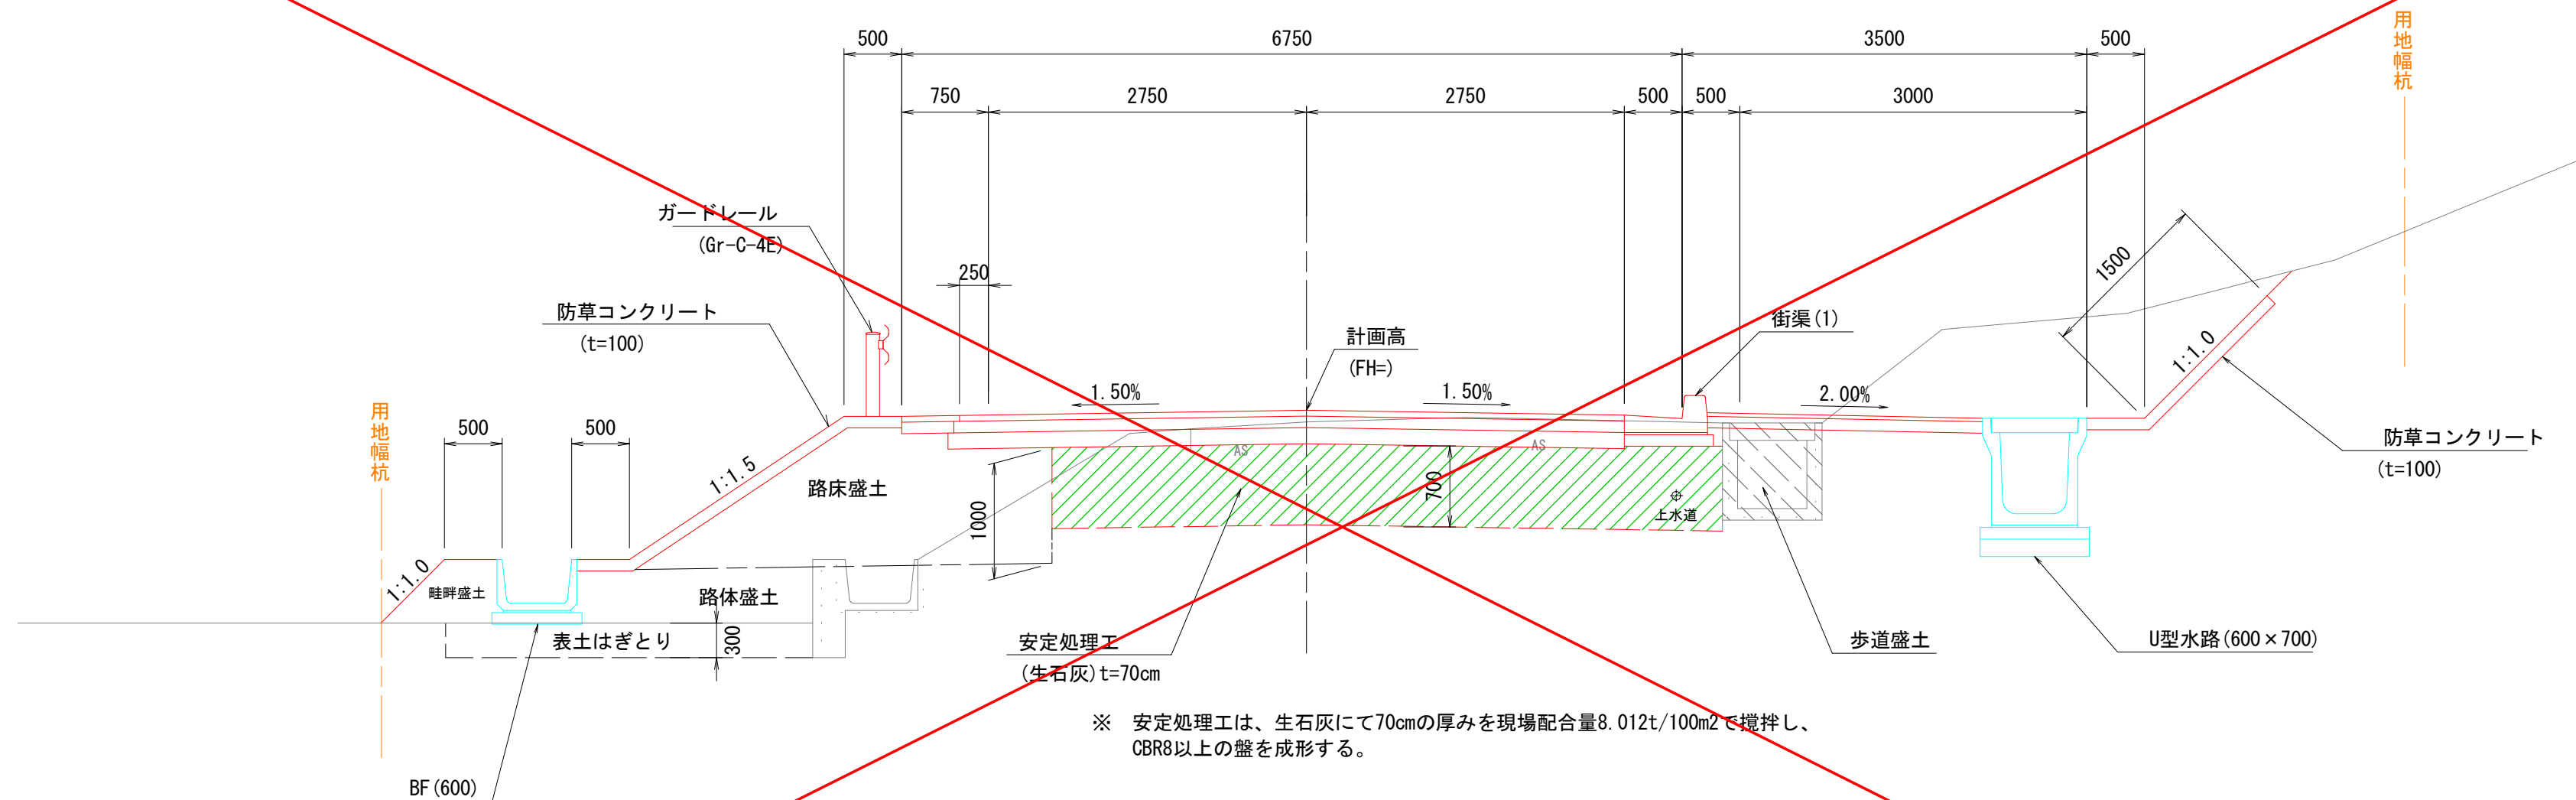 500
6750
3500
500
用地幅杭
750
2750
2750
500
500
3000
ガードレール
(Gr-C-4E)
250
1500
防草コンクリート
(t=100)
計画高
(FH=)
街渠(1)
1:1.0
1.50%
1.50%
2.00%
用地幅杭
500
500
1:1.5
路床盛土
1000
AS
AS
700
上水道
防草コンクリート
(t=100)
1:1.0
畦畔盛土
路体盛土
表土はぎとり
300
安定処理工
(生石灰)t=70cm
歩道盛土
U型水路(600×700)
※ 安定処理工は、生石灰にて70cmの厚みを現場配合量8.012t/100m2で撹拌し、
CBR8以上の盤を成形する。
BF(600)